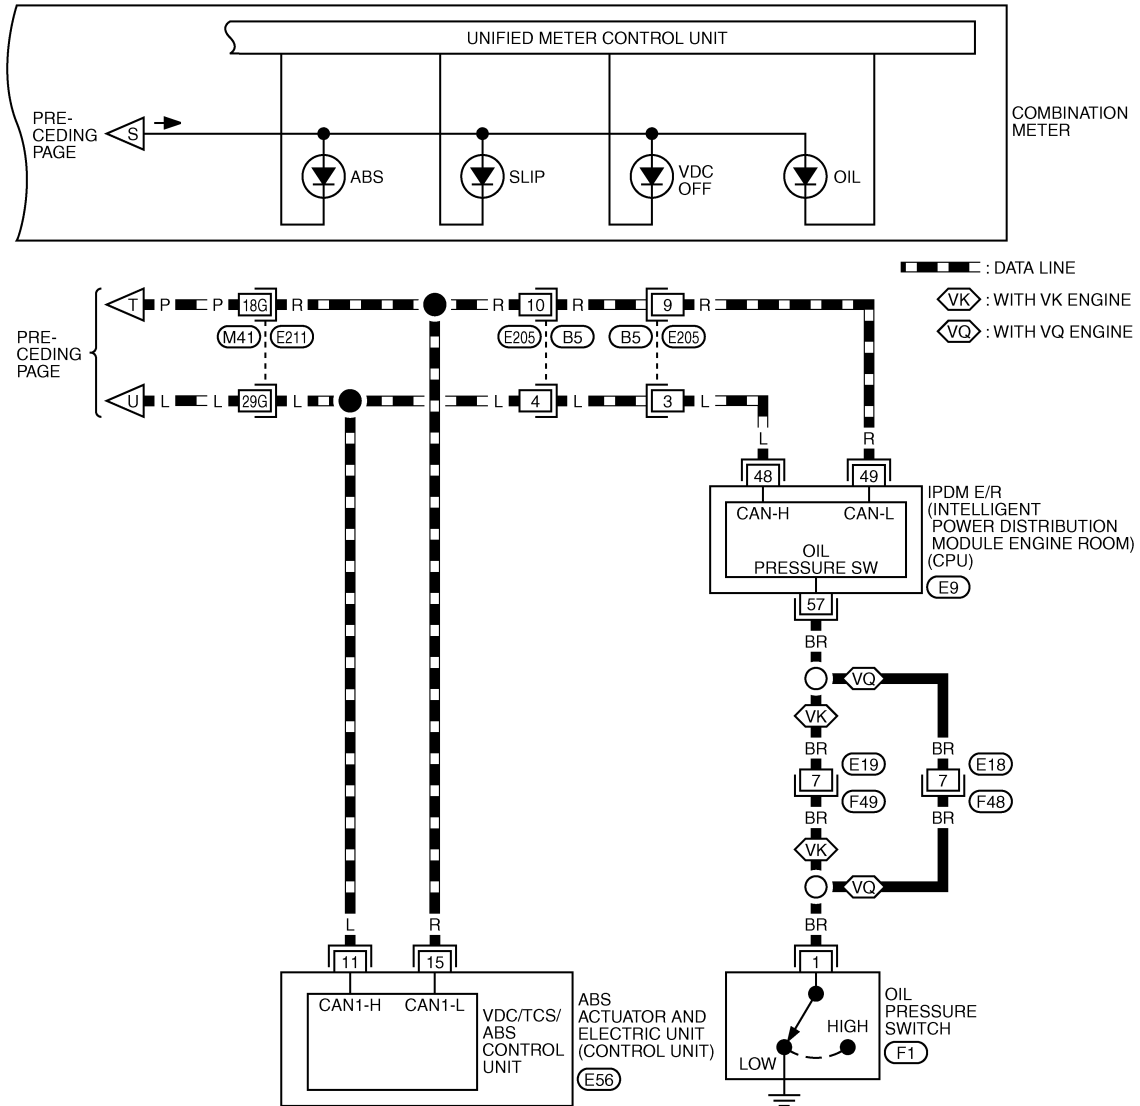 UNIFIED METER CONTROL UNIT
PRE-
CEDING
PAGE
S
COMBINATION
METER
ABS
SLIP
VDC
OFF
OIL
: DATA LINE
VK : WITH VK ENGINE
VQ : WITH VQ ENGINE
PRE-
CEDING
PAGE
T P P 18G R R 10 R R 9 R
M41 E211 E205 B5 B5 E205
U L L 29G L L 4 L L 3 L
L R
48 49
CAN-H CAN-L
OIL
PRESSURE SW
IPDM E/R
(INTELLIGENT
POWER DISTRIBUTION
MODULE ENGINE ROOM)
(CPU)
E9
57
BR
VQ
VK
BR BR
E19 E18
7 7
F49 F48
BR BR
VK
VQ
L R BR
11 15 1
CAN1-H CAN1-L
VDC/TCS/
ABS
CONTROL
UNIT
ABS
ACTUATOR AND
ELECTRIC UNIT
(CONTROL UNIT)
E56
HIGH
LOW
OIL
PRESSURE
SWITCH
F1